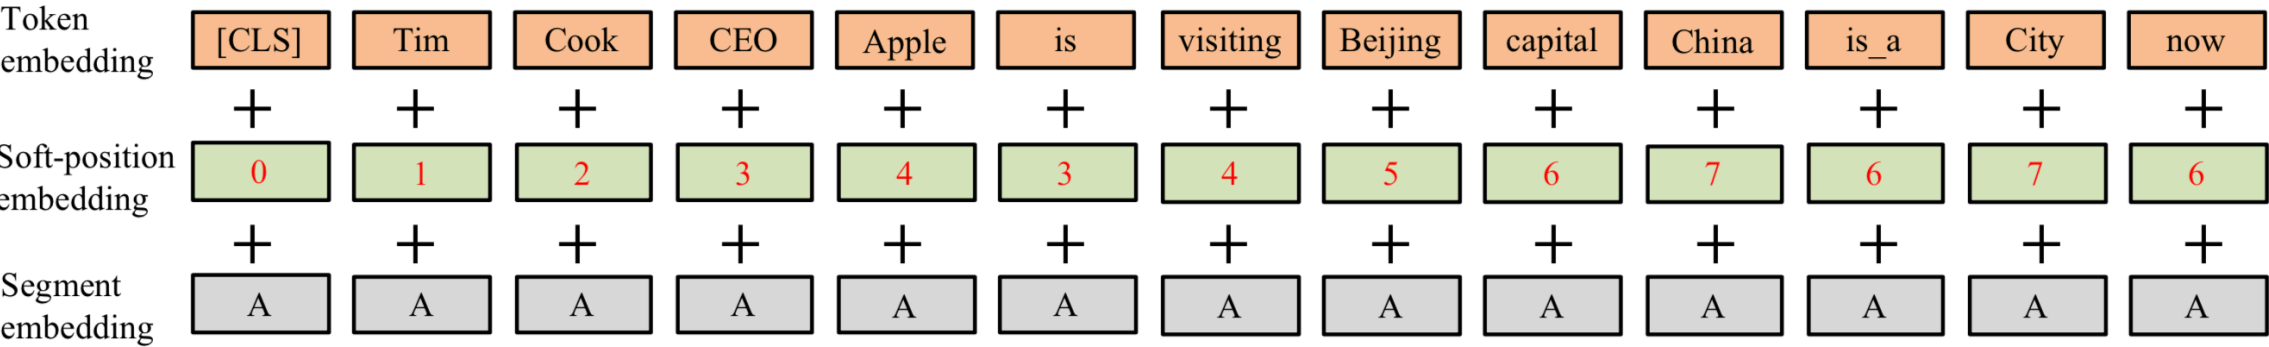 Token
embedding
[CLS] Tim Cook CEO Apple is visiting Beijing capital China is_a City now
+ + + + + + + + + + + + +
Soft-position
embedding
0 1 2 3 4 3 4 5 6 7 6 7 6
+ + + + + + + + + + + + +
Segment
embedding
A A A A A A A A A A A A A